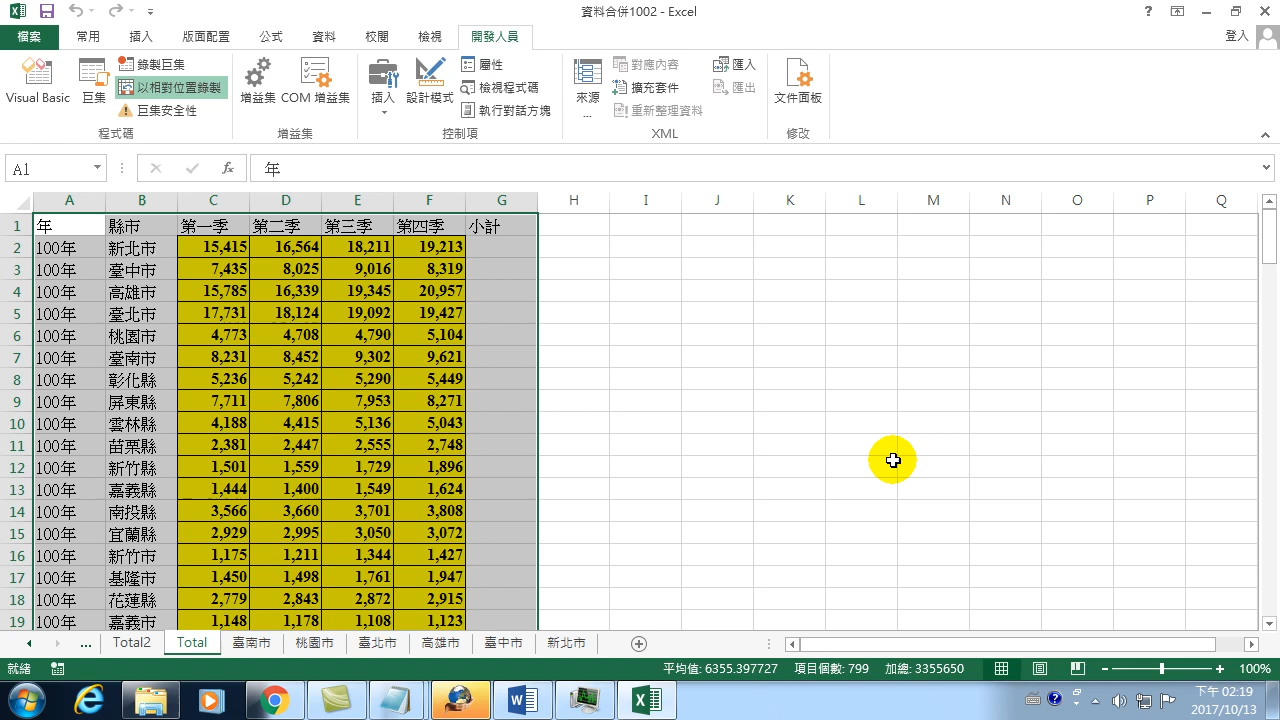 資料合併1002 - Excel
?
檔案 常用 插入 版面配置 公式 資料 校閱 檢視 開發人員 登入
Visual Basic 巨集 錄製巨集 以相對位置錄製 巨集安全性 增益集 COM 增益集 插入 設計模式 屬性 檢視程式碼 執行對話方塊 來源... 對應內容 擴充套件 重新整理資料 匯入 匯出 文件面板
程式碼 增益集 控制項 XML 修改
A1 fx 年
A B C D E F G H I J K L M N O P Q
1 年 縣市 第一季 第二季 第三季 第四季 小計
2 100年 新北市 15,415 16,564 18,211 19,213
3 100年 臺中市 7,435 8,025 9,016 8,319
4 100年 高雄市 15,785 16,339 19,345 20,957
5 100年 臺北市 17,731 18,124 19,092 19,427
6 100年 桃園市 4,773 4,708 4,790 5,104
7 100年 臺南市 8,231 8,452 9,302 9,621
8 100年 彰化縣 5,236 5,242 5,290 5,449
9 100年 屏東縣 7,711 7,806 7,953 8,271
10 100年 雲林縣 4,188 4,415 5,136 5,043
11 100年 苗栗縣 2,381 2,447 2,555 2,748
12 100年 新竹縣 1,501 1,559 1,729 1,896
13 100年 嘉義縣 1,444 1,400 1,549 1,624
14 100年 南投縣 3,566 3,660 3,701 3,808
15 100年 宜蘭縣 2,929 2,995 3,050 3,072
16 100年 新竹市 1,175 1,211 1,344 1,427
17 100年 基隆市 1,450 1,498 1,761 1,947
18 100年 花蓮縣 2,779 2,843 2,872 2,915
19 100年 嘉義市 1,148 1,178 1,108 1,123
... Total2 Total 臺南市 桃園市 臺北市 高雄市 臺中市 新北市
就緒 平均值: 6355.397727 項目個數: 799 加總: 3355650 100%
下午 02:19
2017/10/13